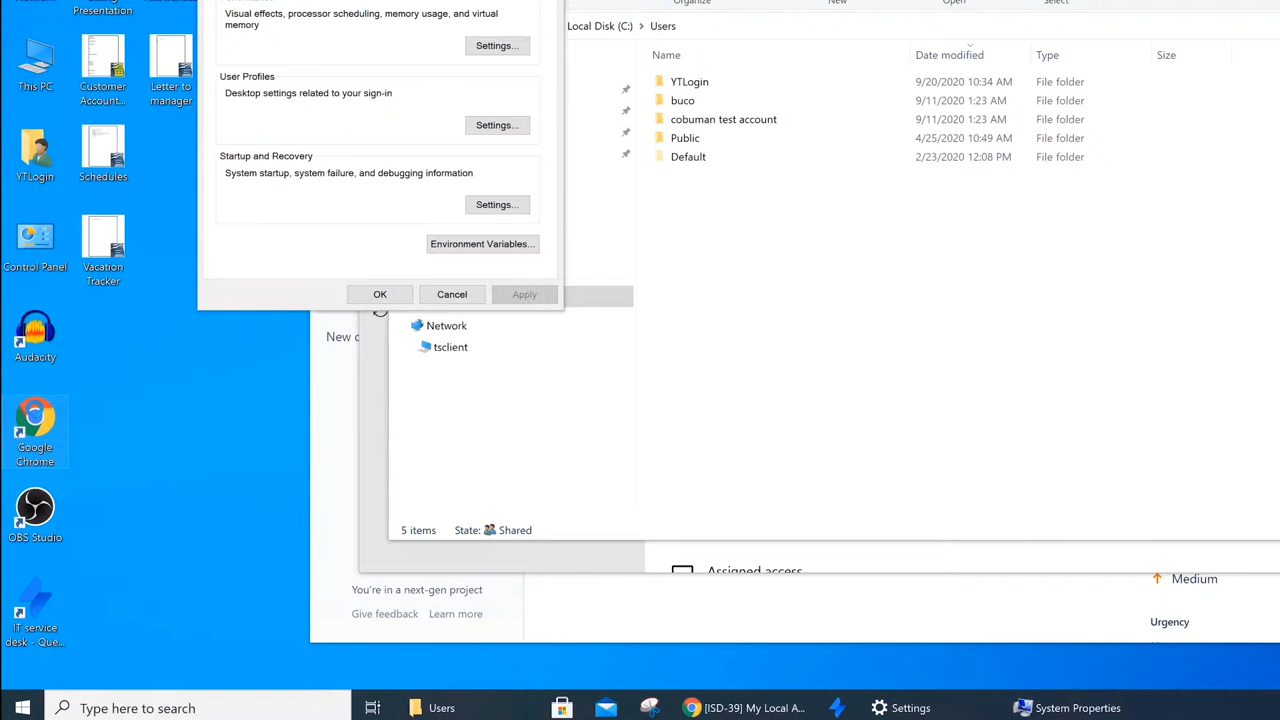 Presentation
Visual effects, processor scheduling, memory usage, and virtual
memory
Settings...
Organize
New
Open
Select
Local Disk (C:)
Users
Name
Date modified
Type
Size
YTLogin
9/20/2020 10:34 AM
File folder
buco
9/11/2020 1:23 AM
File folder
cobuman test account
9/11/2020 1:23 AM
File folder
Public
4/25/2020 10:49 AM
File folder
Default
2/23/2020 12:08 PM
File folder
This PC
Customer
Account...
Letter to
manager
User Profiles
Desktop settings related to your sign-in
Settings...
Startup and Recovery
System startup, system failure, and debugging information
Settings...
Environment Variables...
OK
Cancel
Apply
YTLogin
Schedules
Control Panel
Vacation
Tracker
Audacity
Google
Chrome
OBS Studio
IT service
desk - Que...
New c
Network
tsclient
5 items
State:
Shared
Assigned access
You're in a next-gen project
Give feedback
Learn more
Medium
Urgency
Type here to search
Users
[ISD-39] My Local A...
Settings
System Properties